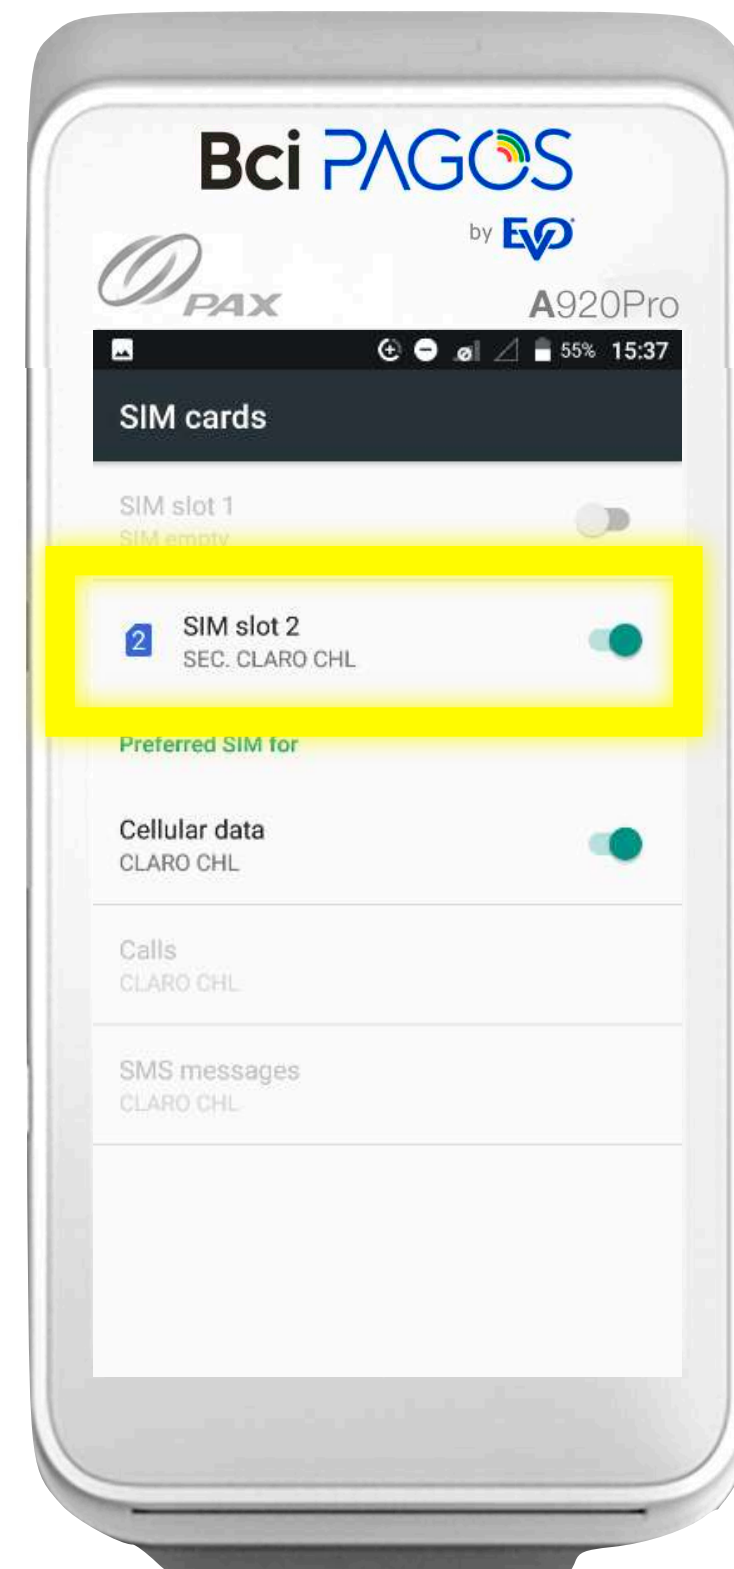 Bci PAGOS
by EVO
PAX
A920Pro
55% 15:37
SIM cards
SIM slot 1
SIM empty
2
SIM slot 2
SEC. CLARO CHL
Preferred SIM for
Cellular data
CLARO CHL
Calls
CLARO CHL
SMS messages
CLARO CHL